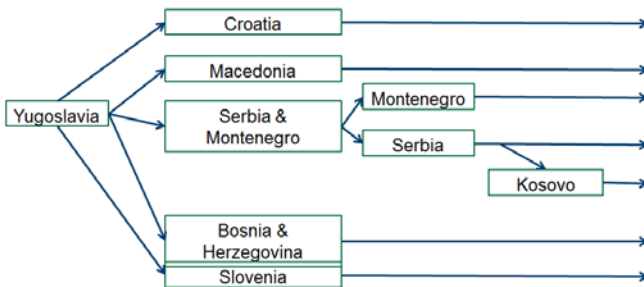 Croatia
Macedonia
Yugoslavia
Serbia &
Montenegro
Montenegro
Serbia
Kosovo
Bosnia &
Herzegovina
Slovenia